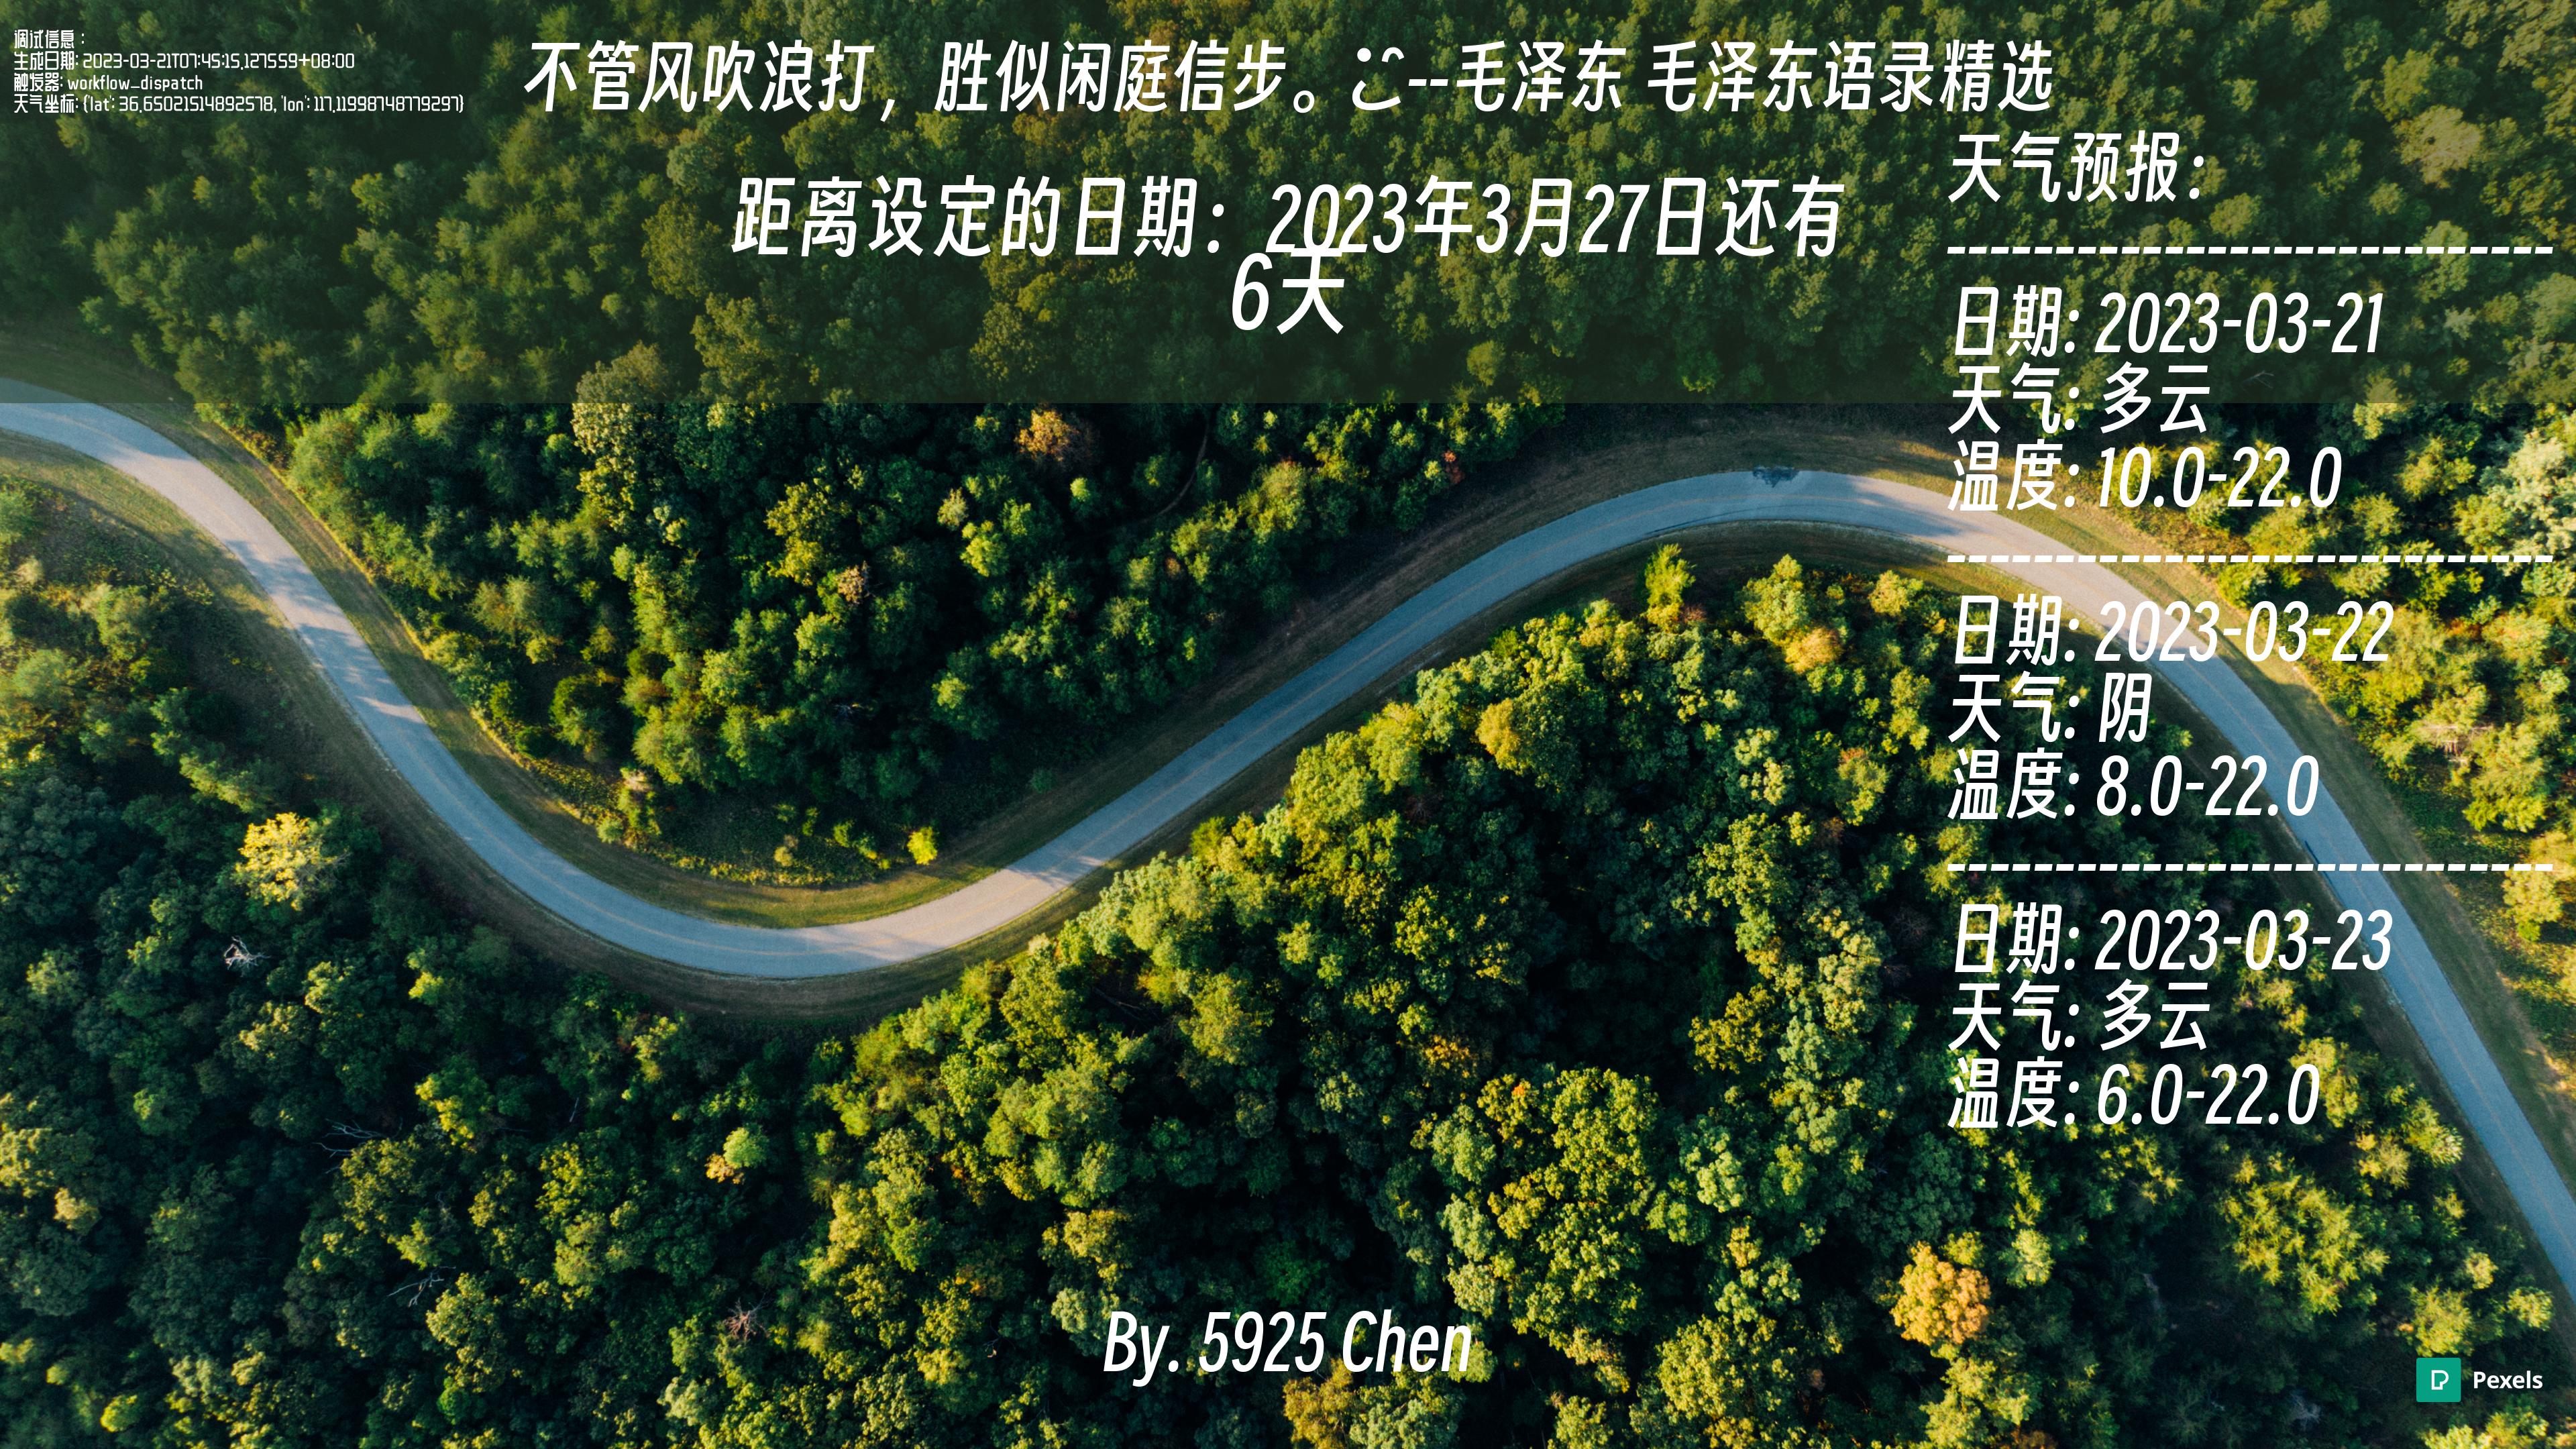 调试信息：
生成日期: 2023-03-21T07:45:15.127559+08:00
触发器: workflow_dispatch
天气坐标: {'lat': 36.65021514892578, 'lon': 117.11998748779297}
不管风吹浪打，胜似闲庭信步。 --毛泽东 毛泽东语录精选
距离设定的日期：2023年3月27日还有
6天
天气预报：
----------------------------
日期: 2023-03-21
天气: 多云
温度: 10.0-22.0
----------------------------
日期: 2023-03-22
天气: 阴
温度: 8.0-22.0
----------------------------
日期: 2023-03-23
天气: 多云
温度: 6.0-22.0
By. 5925 Chen
Pexels